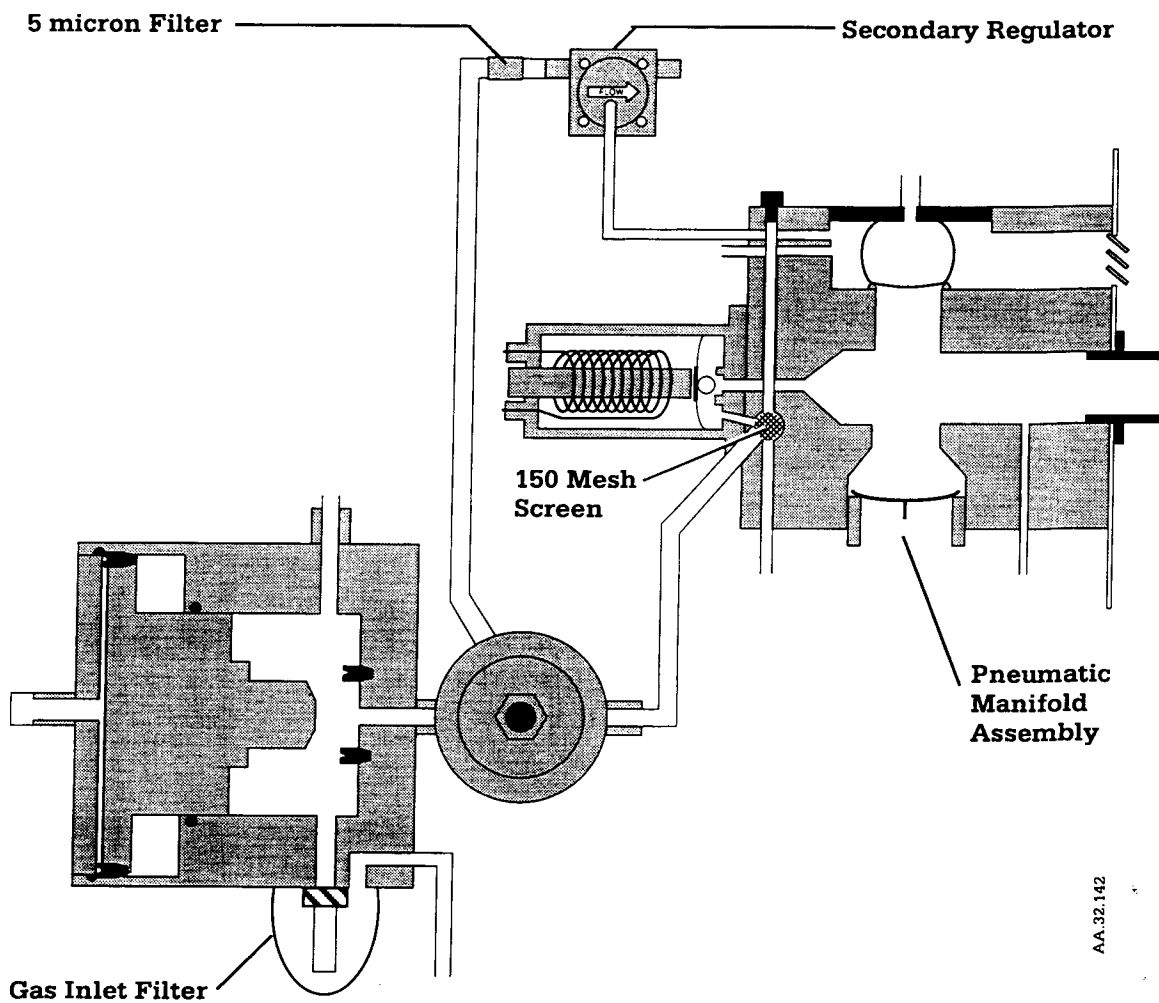 5 micron Filter
Secondary Regulator
FLOW
150 Mesh
Screen
Pneumatic
Manifold
Assembly
Gas Inlet Filter
AA.32.142